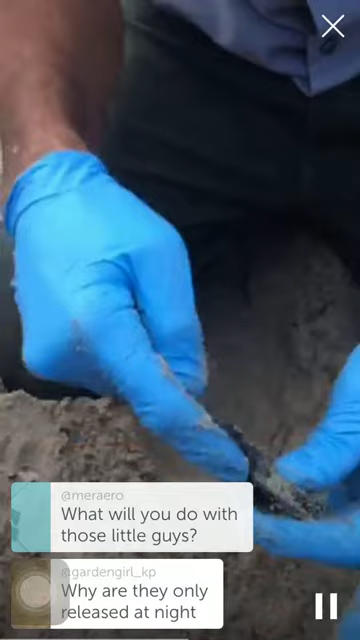 @meraero
What will you do with
those little guys?
@gardengirl_kp
Why are they only
released at night